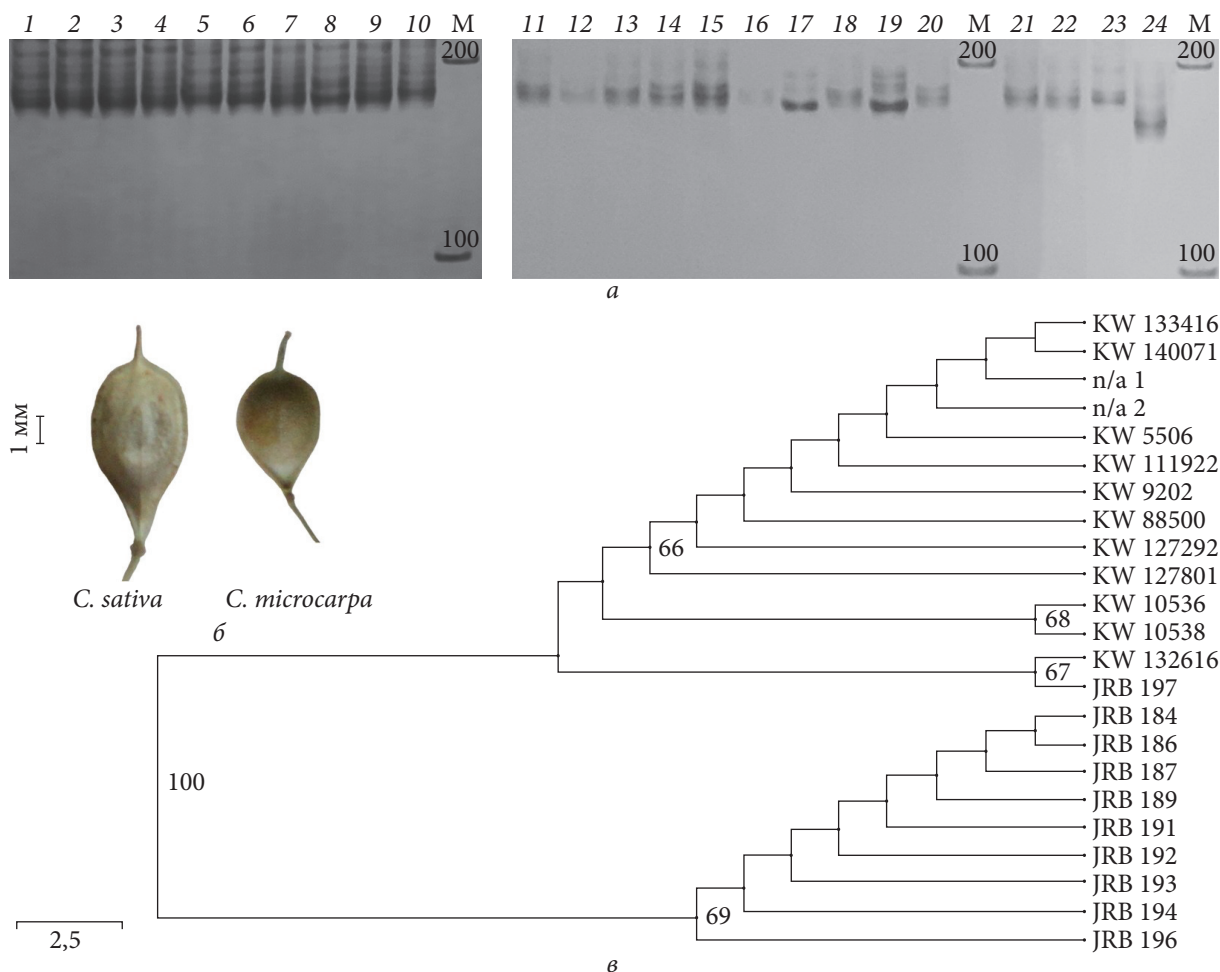 1 2 3 4 5 6 7 8 9 10 M 11 12 13 14 15 16 17 18 19 20 M 21 22 23 24 M
200 200 200
100 100 100
а
1 мм
C. sativa C. microcarpa
б
KW 133416
KW 140071
n/a 1
n/a 2
KW 5506
KW 111922
KW 9202
KW 88500
66
KW 127292
KW 127801
KW 10536
68
KW 10538
KW 132616
67
JRB 197
JRB 184
JRB 186
JRB 187
100
JRB 189
JRB 191
JRB 192
JRB 193
69
JRB 194
JRB 196
2,5
в